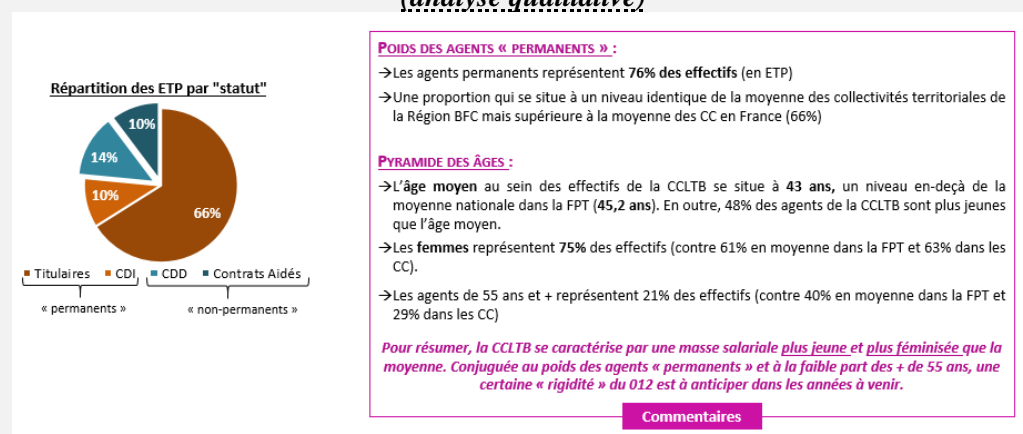 (analyse qualitative)
Répartition des ETP par "statut"
10%
14%
10%
66%
Titulaires CDI CDD Contrats Aidés
« permanents » « non-permanents »
POIDS DES AGENTS « PERMANENTS » :
→Les agents permanents représentent 76% des effectifs (en ETP)
→Une proportion qui se situe à un niveau identique de la moyenne des collectivités territoriales de
la Région BFC mais supérieure à la moyenne des CC en France (66%)
PYRAMIDE DES ÂGES :
→L'âge moyen au sein des effectifs de la CCLTB se situe à 43 ans, un niveau en-deçà de la
moyenne nationale dans la FPT (45,2 ans). En outre, 48% des agents de la CCLTB sont plus jeunes
que l'âge moyen.
→Les femmes représentent 75% des effectifs (contre 61% en moyenne dans la FPT et 63% dans les
CC).
→Les agents de 55 ans et + représentent 21% des effectifs (contre 40% en moyenne dans la FPT et
29% dans les CC)
Pour résumer, la CCLTB se caractérise par une masse salariale plus jeune et plus féminisée que la
moyenne. Conjuguée au poids des agents « permanents » et à la faible part des + de 55 ans, une
certaine « rigidité » du 012 est à anticiper dans les années à venir.
Commentaires